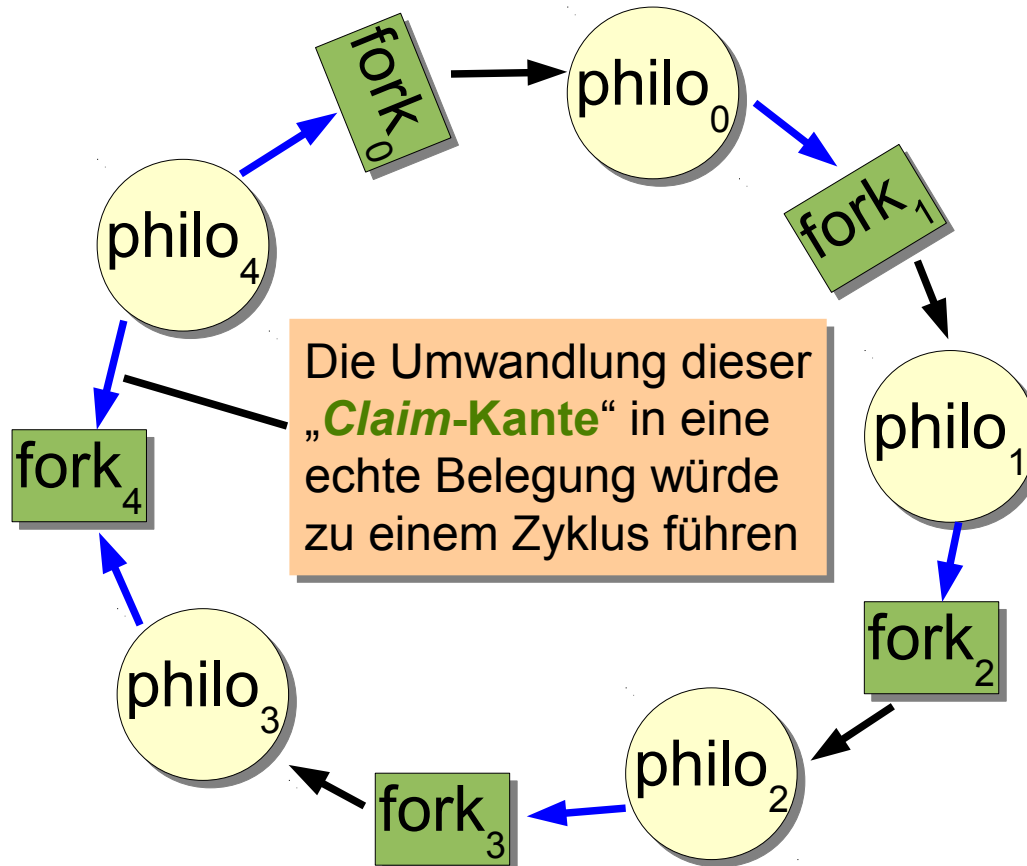 fork0
philo0
fork1
philo4
Die Umwandlung dieser
„Claim-Kante“ in eine
echte Belegung würde
zu einem Zyklus führen
philo1
fork4
fork2
philo3
philo2
fork3